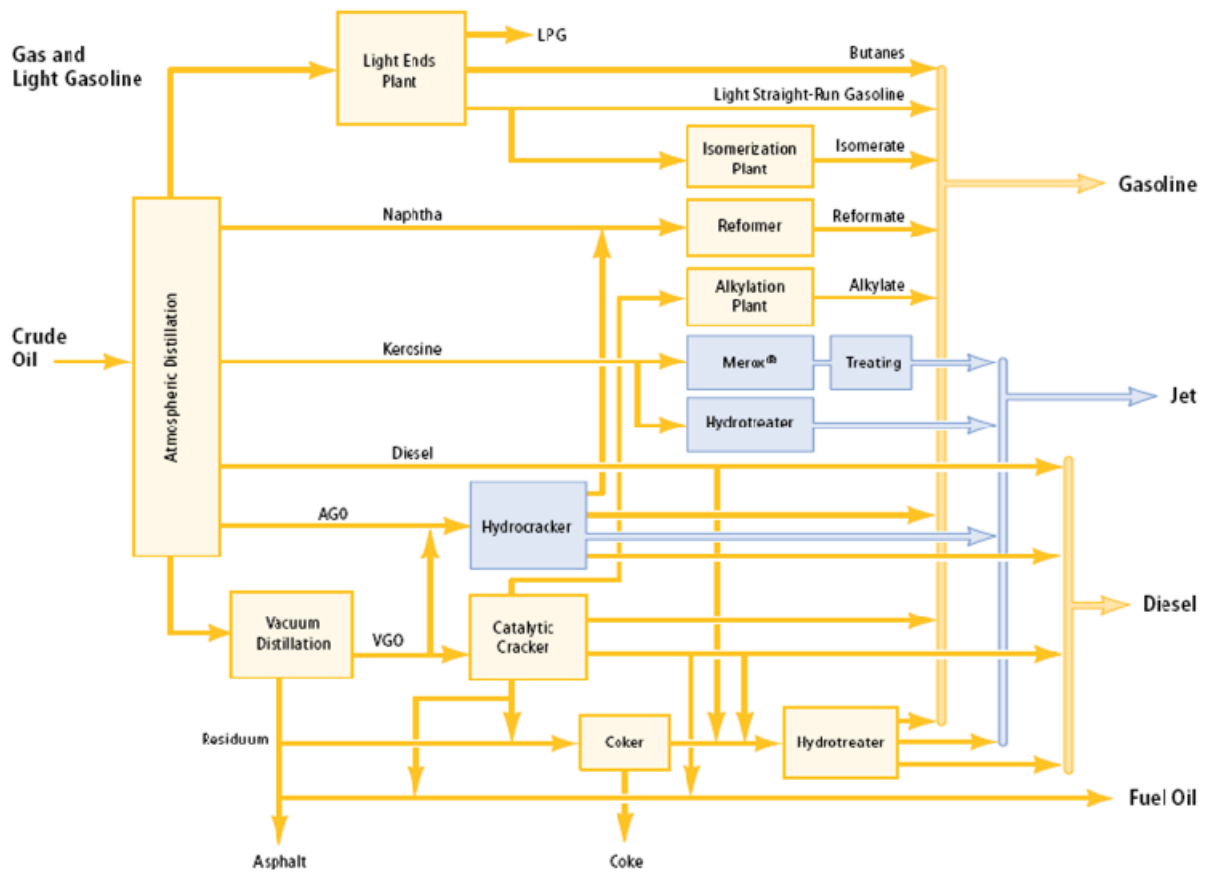 Gas and
Light Gasoline
Light Ends
Plant
LPG
Butanes
Light Straight-Run Gasoline
Isomerization
Plant
Isomerate
Gasoline
Naphtha
Reformer
Reformate
Alkylation
Plant
Alkylate
Crude
Oil
Atmospheric Distillation
Kerosine
Merox®
Treating
Jet
Hydrotreater
Diesel
AGO
Hydrocracker
Vacuum
Distillation
VGO
Catalytic
Cracker
Diesel
Residuum
Coker
Hydrotreater
Fuel Oil
Asphalt
Coke